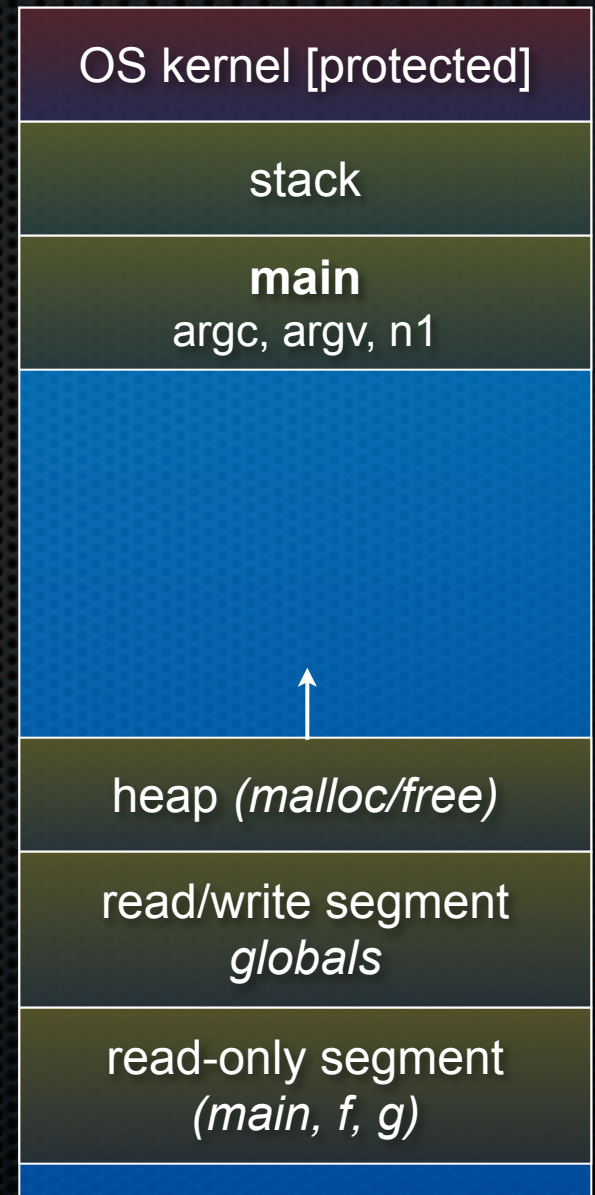 OS kernel [protected]
stack
main
argc, argv, n1
heap (malloc/free)
read/write segment
globals
read-only segment
(main, f, g)